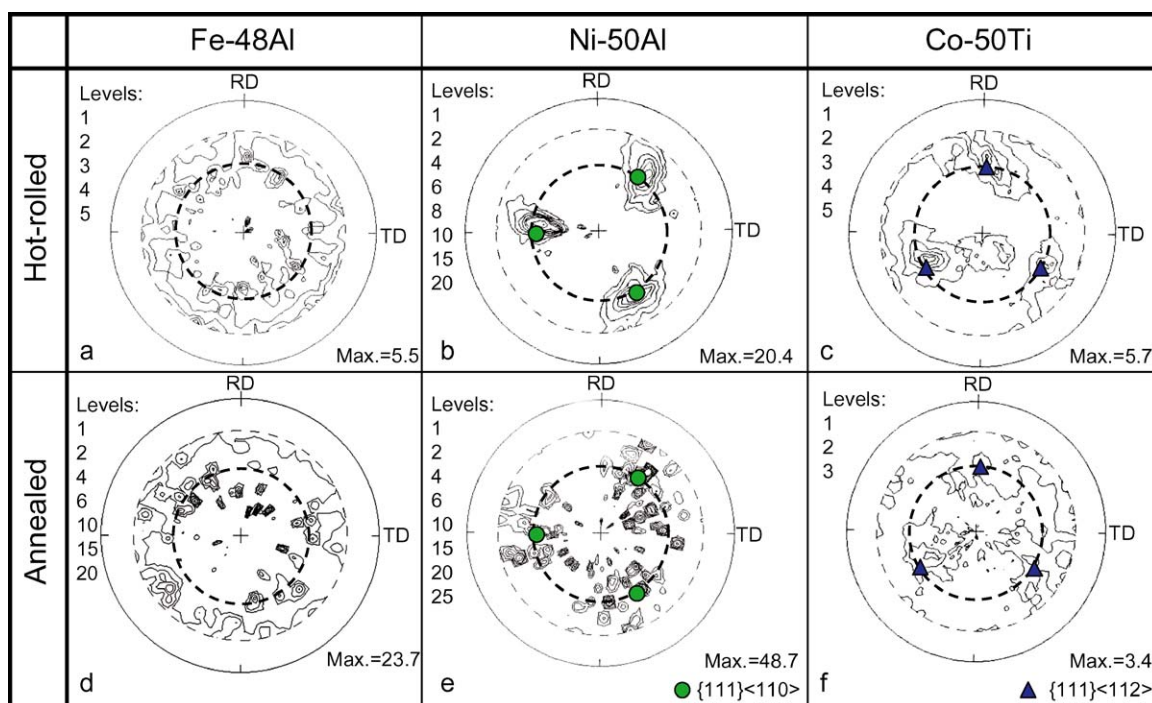 Fe-48Al
Ni-50Al
Co-50Ti
Hot-rolled
Levels:
1
2
3
4
5
RD
TD
a
Max.=5.5
Levels:
1
2
4
6
8
10
15
20
RD
TD
b
Max.=20.4
Levels:
1
2
3
4
5
RD
TD
c
Max.=5.7
Annealed
Levels:
1
2
4
6
10
15
20
RD
TD
d
Max.=23.7
Levels:
1
2
4
6
10
15
20
25
RD
TD
e
Max.=48.7
{111}<110>
Levels:
1
2
3
RD
TD
f
Max.=3.4
{111}<112>